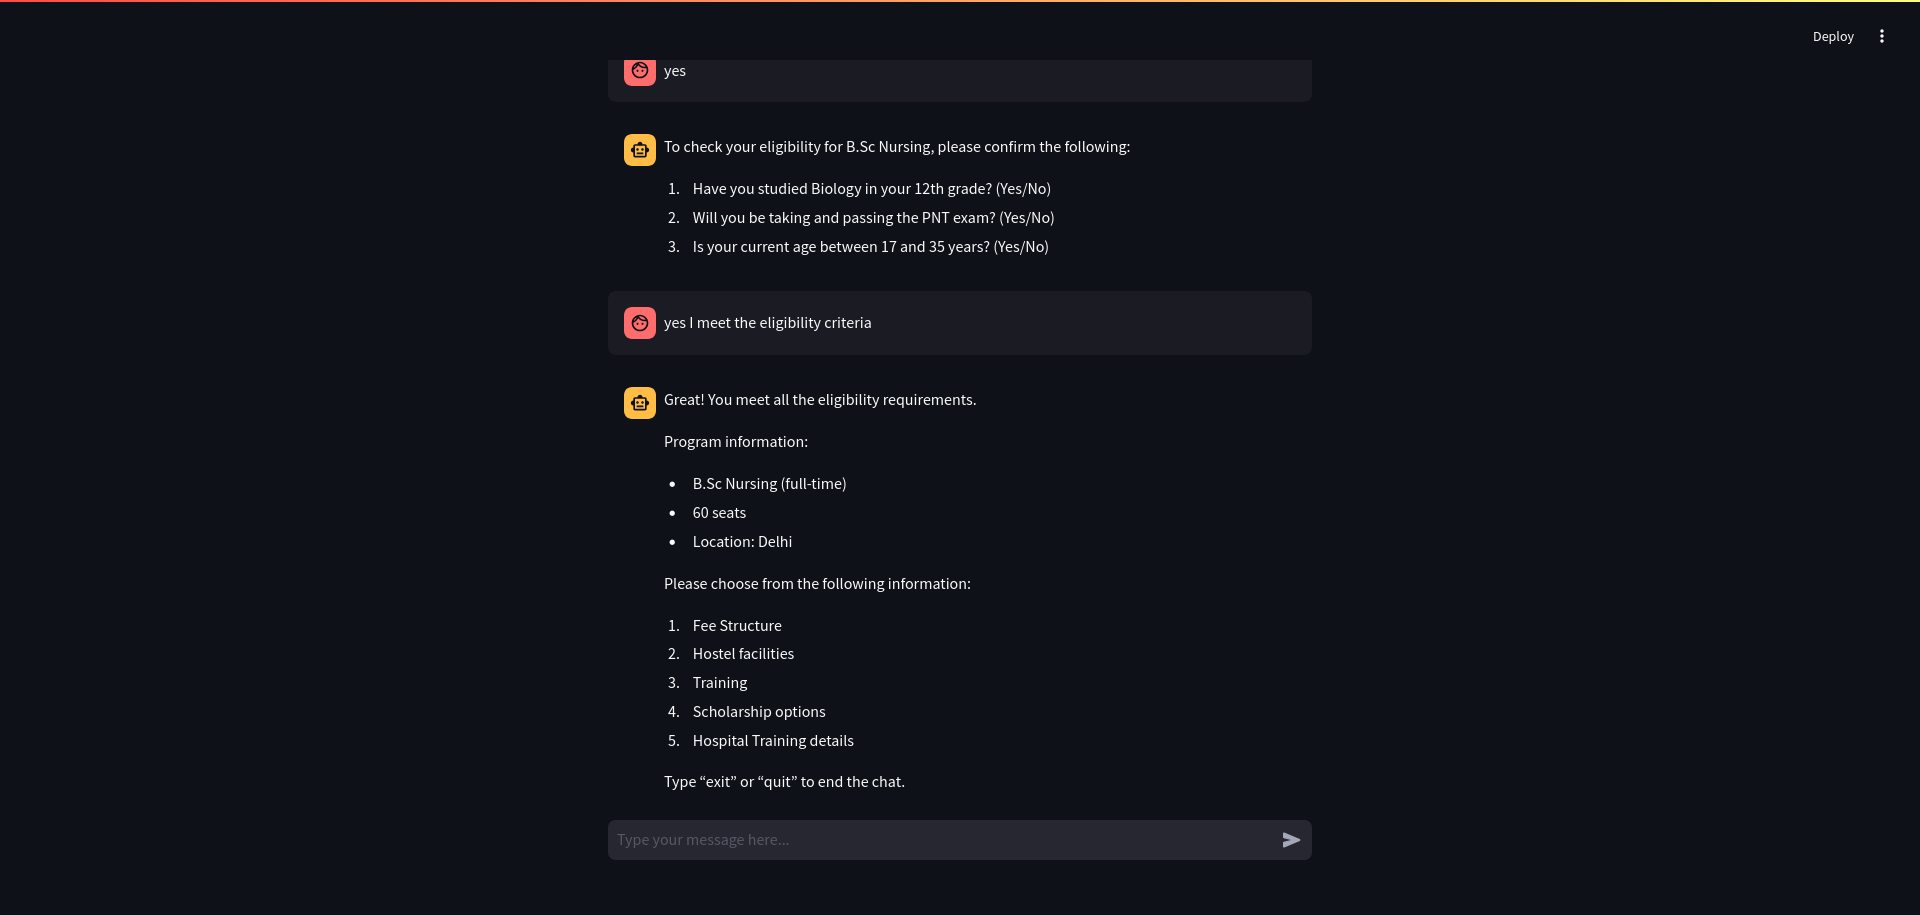 Deploy
yes
To check your eligibility for B.Sc Nursing, please confirm the following:
1. Have you studied Biology in your 12th grade? (Yes/No)
2. Will you be taking and passing the PNT exam? (Yes/No)
3. Is your current age between 17 and 35 years? (Yes/No)
yes I meet the eligibility criteria
Great! You meet all the eligibility requirements.
Program information:
• B.Sc Nursing (full-time)
• 60 seats
• Location: Delhi
Please choose from the following information:
1. Fee Structure
2. Hostel facilities
3. Training
4. Scholarship options
5. Hospital Training details
Type “exit” or “quit” to end the chat.
Type your message here...